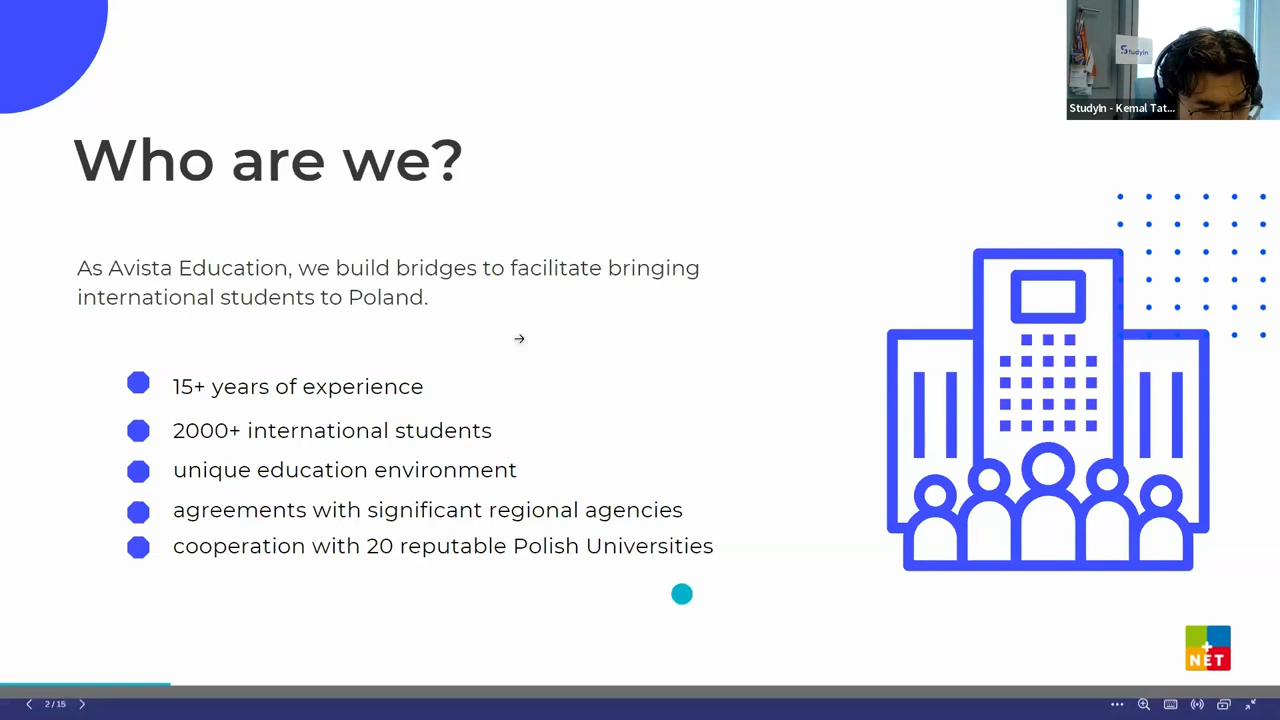 Studyin
StudyIn - Kemal Tat...
Who are we?
As Avista Education, we build bridges to facilitate bringing
international students to Poland.
15+ years of experience
2000+ international students
unique education environment
agreements with significant regional agencies
cooperation with 20 reputable Polish Universities
+
NET
2 / 15